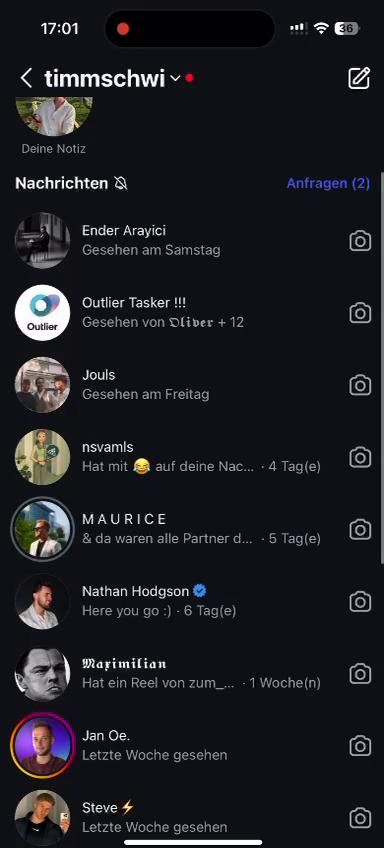 17:01
36
timmschwi
Deine Notiz
Nachrichten
Anfragen (2)
Ender Arayici
Gesehen am Samstag
Outlier
Outlier Tasker !!!
Gesehen von 𝕺𝖑𝖎𝖛𝖊𝖗 + 12
Jouls
Gesehen am Freitag
nsvamls
Hat mit 😂 auf deine Nac... · 4 Tag(e)
M A U R I C E
& da waren alle Partner d... · 5 Tag(e)
Nathan Hodgson
Here you go :) · 6 Tag(e)
𝕸𝖆𝖝𝖎𝖒𝖎𝖑𝖎𝖆𝖓
Hat ein Reel von zum_... · 1 Woche(n)
Jan Oe.
Letzte Woche gesehen
Steve⚡
Letzte Woche gesehen